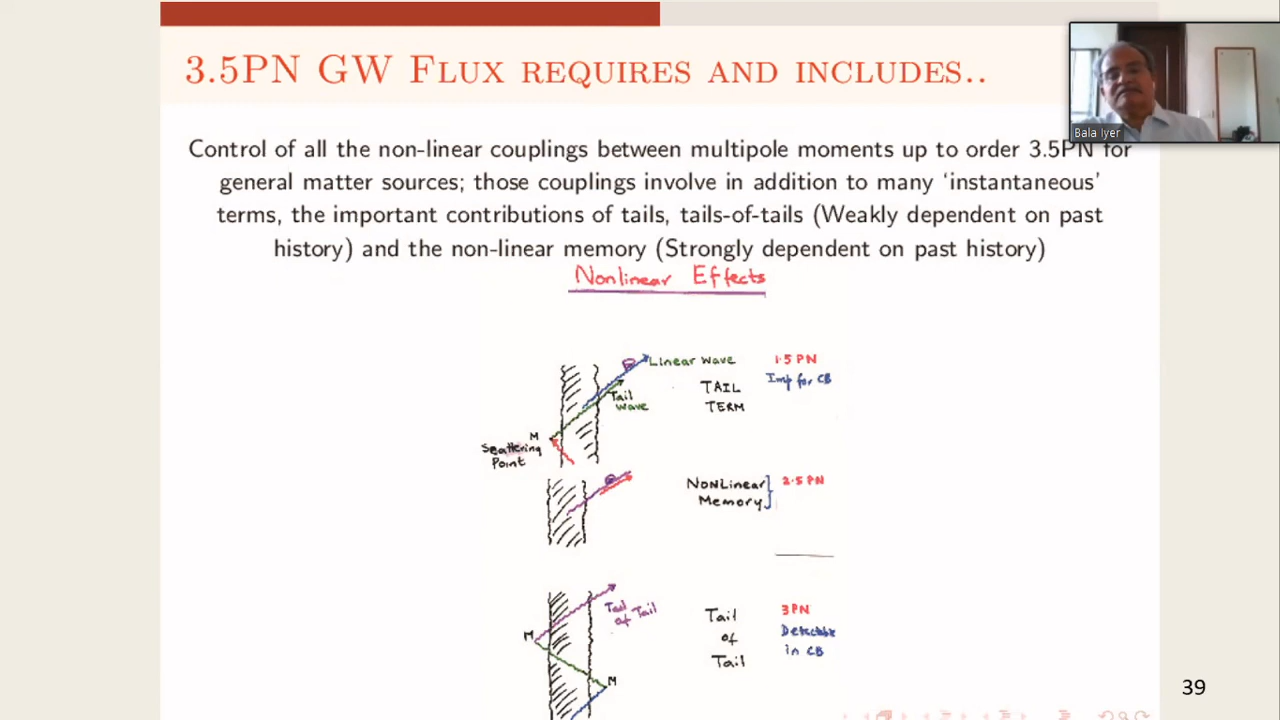 3.5PN GW Flux requires and includes..
Bala Iyer
Control of all the non-linear couplings between multipole moments up to order 3.5PN for
general matter sources; those couplings involve in addition to many ‘instantaneous’
terms, the important contributions of tails, tails-of-tails (Weakly dependent on past
history) and the non-linear memory (Strongly dependent on past history)
Nonlinear Effects
Linear wave
1.5 PN
Imp for CB
TAIL
TERM
Tail
wave
M
Scattering
Point
NonLinear
Memory
2.5 PN
Tail
of Tail
M
M
Tail
of
Tail
3PN
Detectable
in CB
39